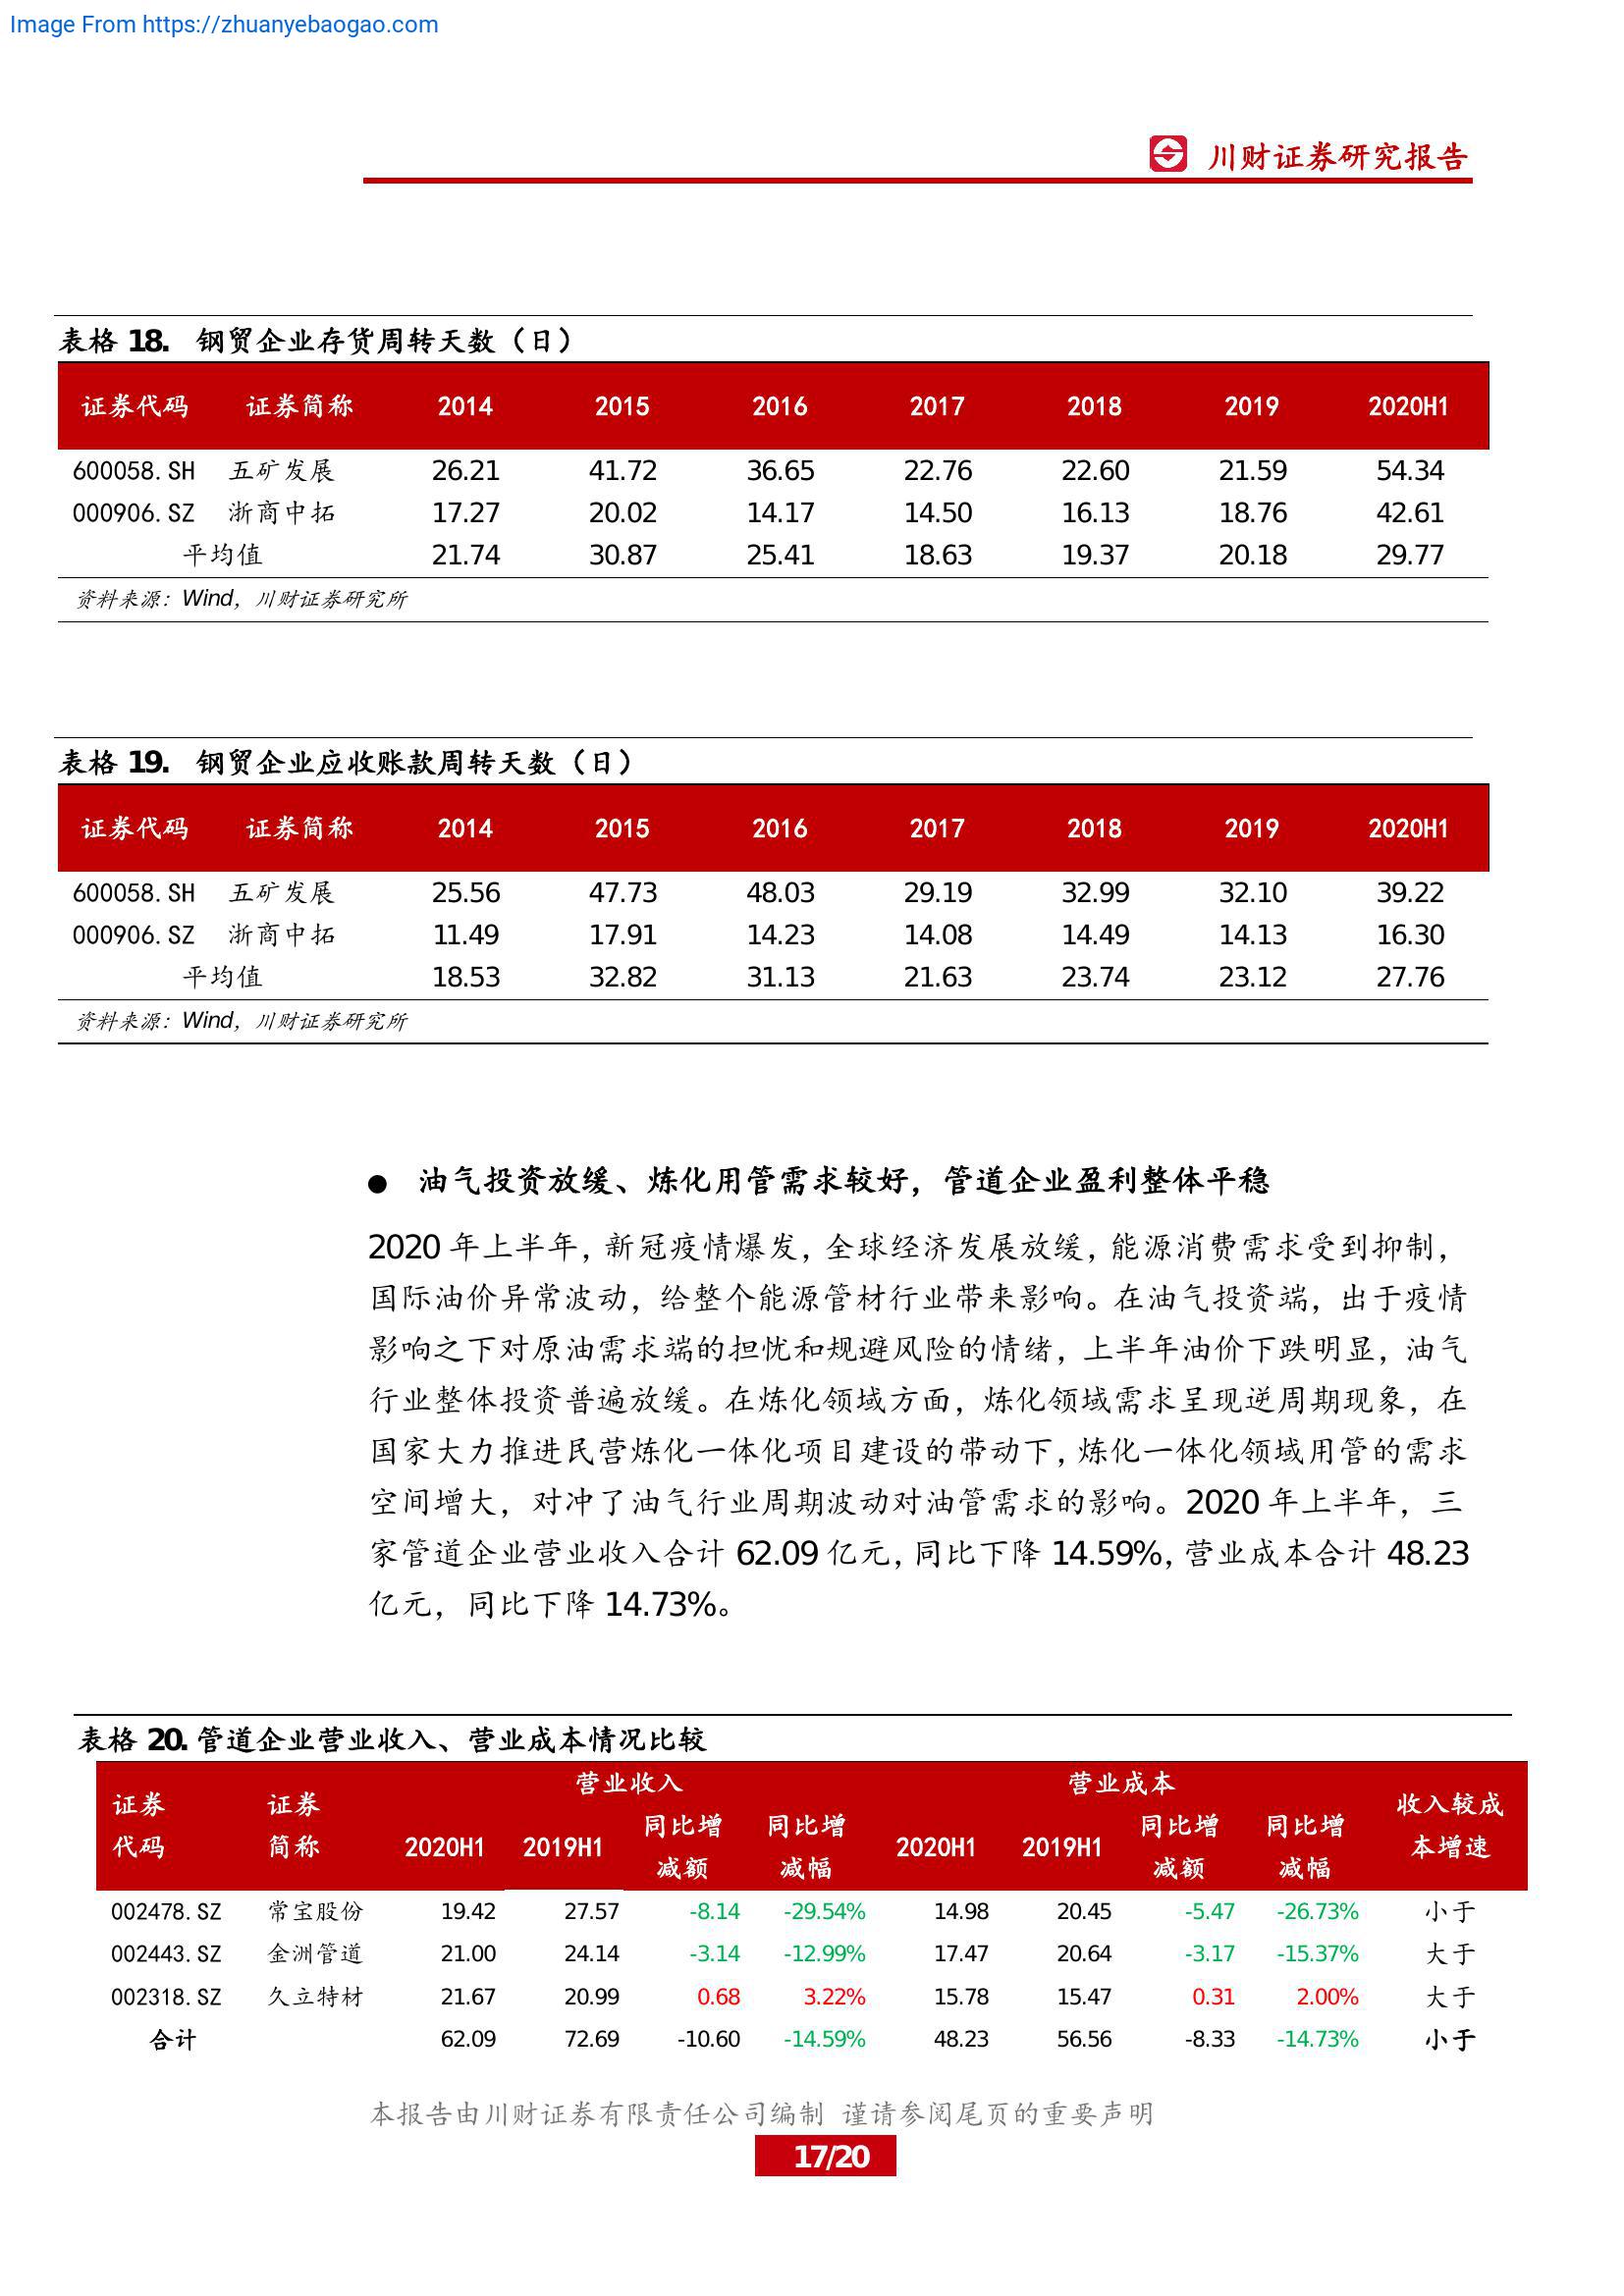 Image From https://zhuanyebaogao.com
川财证券研究报告
表格 18. 钢贸企业存货周转天数（日）
证券代码 证券简称 2014 2015 2016 2017 2018 2019 2020H1
600058.SH 五矿发展 26.21 41.72 36.65 22.76 22.60 21.59 54.34
000906.SZ 浙商中拓 17.27 20.02 14.17 14.50 16.13 18.76 42.61
平均值 21.74 30.87 25.41 18.63 19.37 20.18 29.77
资料来源：Wind，川财证券研究所
表格 19. 钢贸企业应收账款周转天数（日）
证券代码 证券简称 2014 2015 2016 2017 2018 2019 2020H1
600058.SH 五矿发展 25.56 47.73 48.03 29.19 32.99 32.10 39.22
000906.SZ 浙商中拓 11.49 17.91 14.23 14.08 14.49 14.13 16.30
平均值 18.53 32.82 31.13 21.63 23.74 23.12 27.76
资料来源：Wind，川财证券研究所
● 油气投资放缓、炼化用管需求较好，管道企业盈利整体平稳
2020 年上半年，新冠疫情爆发，全球经济发展放缓，能源消费需求受到抑制，
国际油价异常波动，给整个能源管材行业带来影响。在油气投资端，出于疫情
影响之下对原油需求端的担忧和规避风险的情绪，上半年油价下跌明显，油气
行业整体投资普遍放缓。在炼化领域方面，炼化领域需求呈现逆周期现象，在
国家大力推进民营炼化一体化项目建设的带动下，炼化一体化领域用管的需求
空间增大，对冲了油气行业周期波动对油管需求的影响。2020 年上半年，三
家管道企业营业收入合计 62.09 亿元，同比下降 14.59%，营业成本合计 48.23
亿元，同比下降 14.73%。
表格 20. 管道企业营业收入、营业成本情况比较
营业收入 营业成本
证券 证券 同比增 同比增 同比增 同比增 收入较成
代码 简称 2020H1 2019H1 减额 减幅 2020H1 2019H1 减额 减幅 本增速
002478.SZ 常宝股份 19.42 27.57 -8.14 -29.54% 14.98 20.45 -5.47 -26.73% 小于
002443.SZ 金洲管道 21.00 24.14 -3.14 -12.99% 17.47 20.64 -3.17 -15.37% 大于
002318.SZ 久立特材 21.67 20.99 0.68 3.22% 15.78 15.47 0.31 2.00% 大于
合计 62.09 72.69 -10.60 -14.59% 48.23 56.56 -8.33 -14.73% 小于
本报告由川财证券有限责任公司编制 谨请参阅尾页的重要声明
17/20